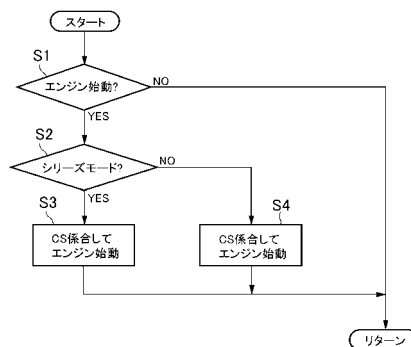 スタート
S1
エンジン始動?
NO
YES
S2
シリーズモード?
NO
YES
S3
CS係合して
エンジン始動
S4
CS係合して
エンジン始動
リターン